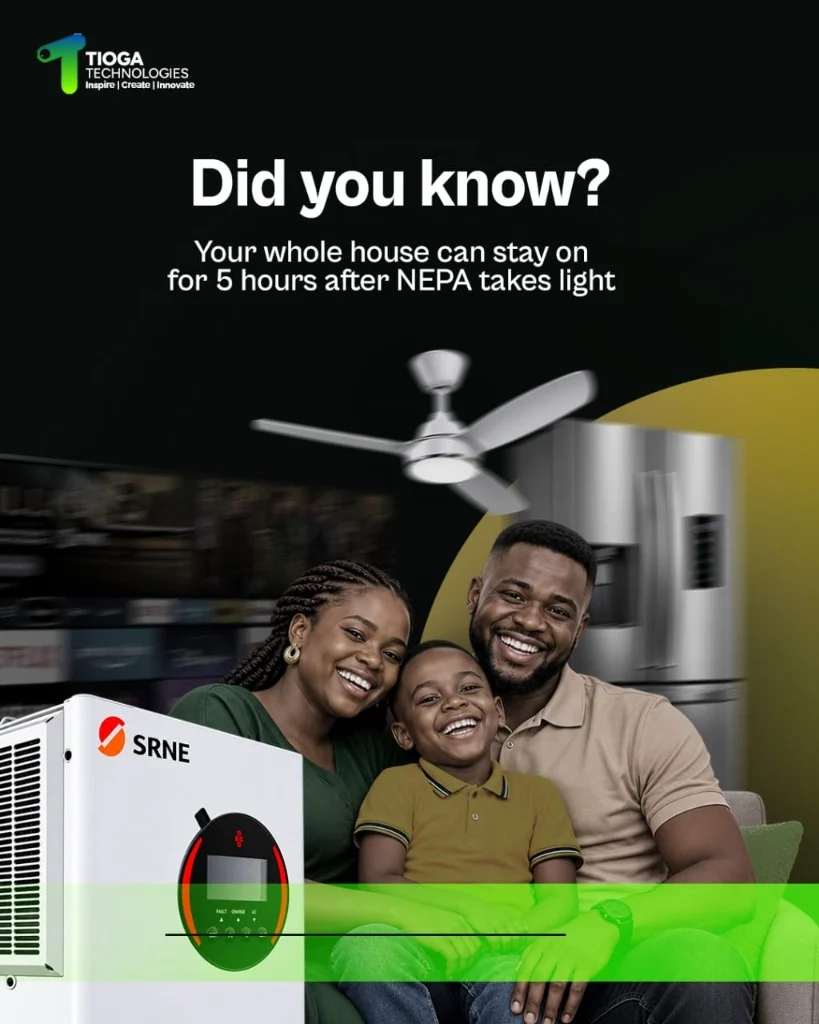 TIOGA
TECHNOLOGIES
Inspire | Create | Innovate
Did you know?
Your whole house can stay on
for 5 hours after NEPA takes light
SRNE
FAULT CHARGE AC